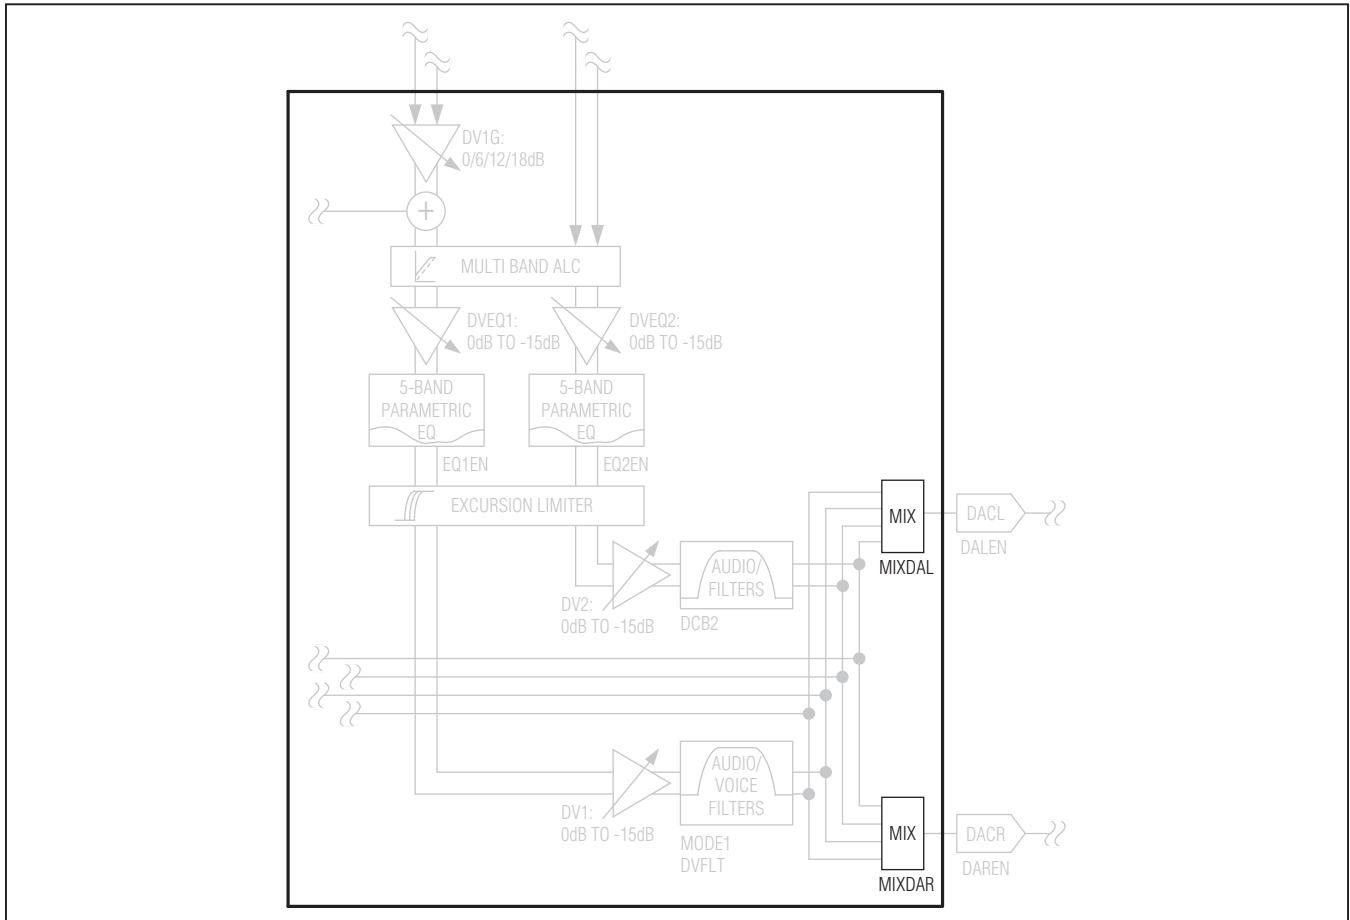 DV1G:
0/6/12/18dB
+
MULTI BAND ALC
DVEQ1:
0dB TO -15dB
DVEQ2:
0dB TO -15dB
5-BAND
PARAMETRIC
EQ
5-BAND
PARAMETRIC
EQ
EQ1EN
EQ2EN
EXCURSION LIMITER
MIX
MIXDAL
DACL
DALEN
AUDIO/
FILTERS
DCB2
DV2:
0dB TO -15dB
AUDIO/
VOICE
FILTERS
MODE1
DVFLT
DV1:
0dB TO -15dB
MIX
MIXDAR
DACR
DAREN